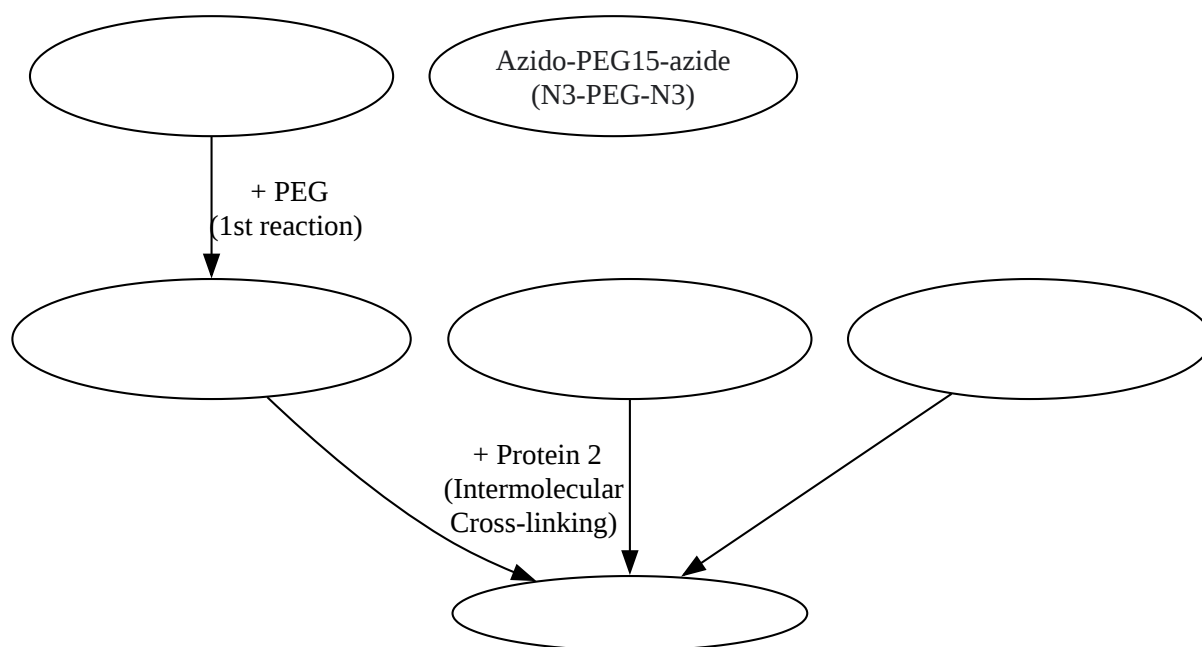 Azido-PEG15-azide
(N3-PEG-N3)
+ PEG
(1st reaction)
+ Protein 2
(Intermolecular
Cross-linking)